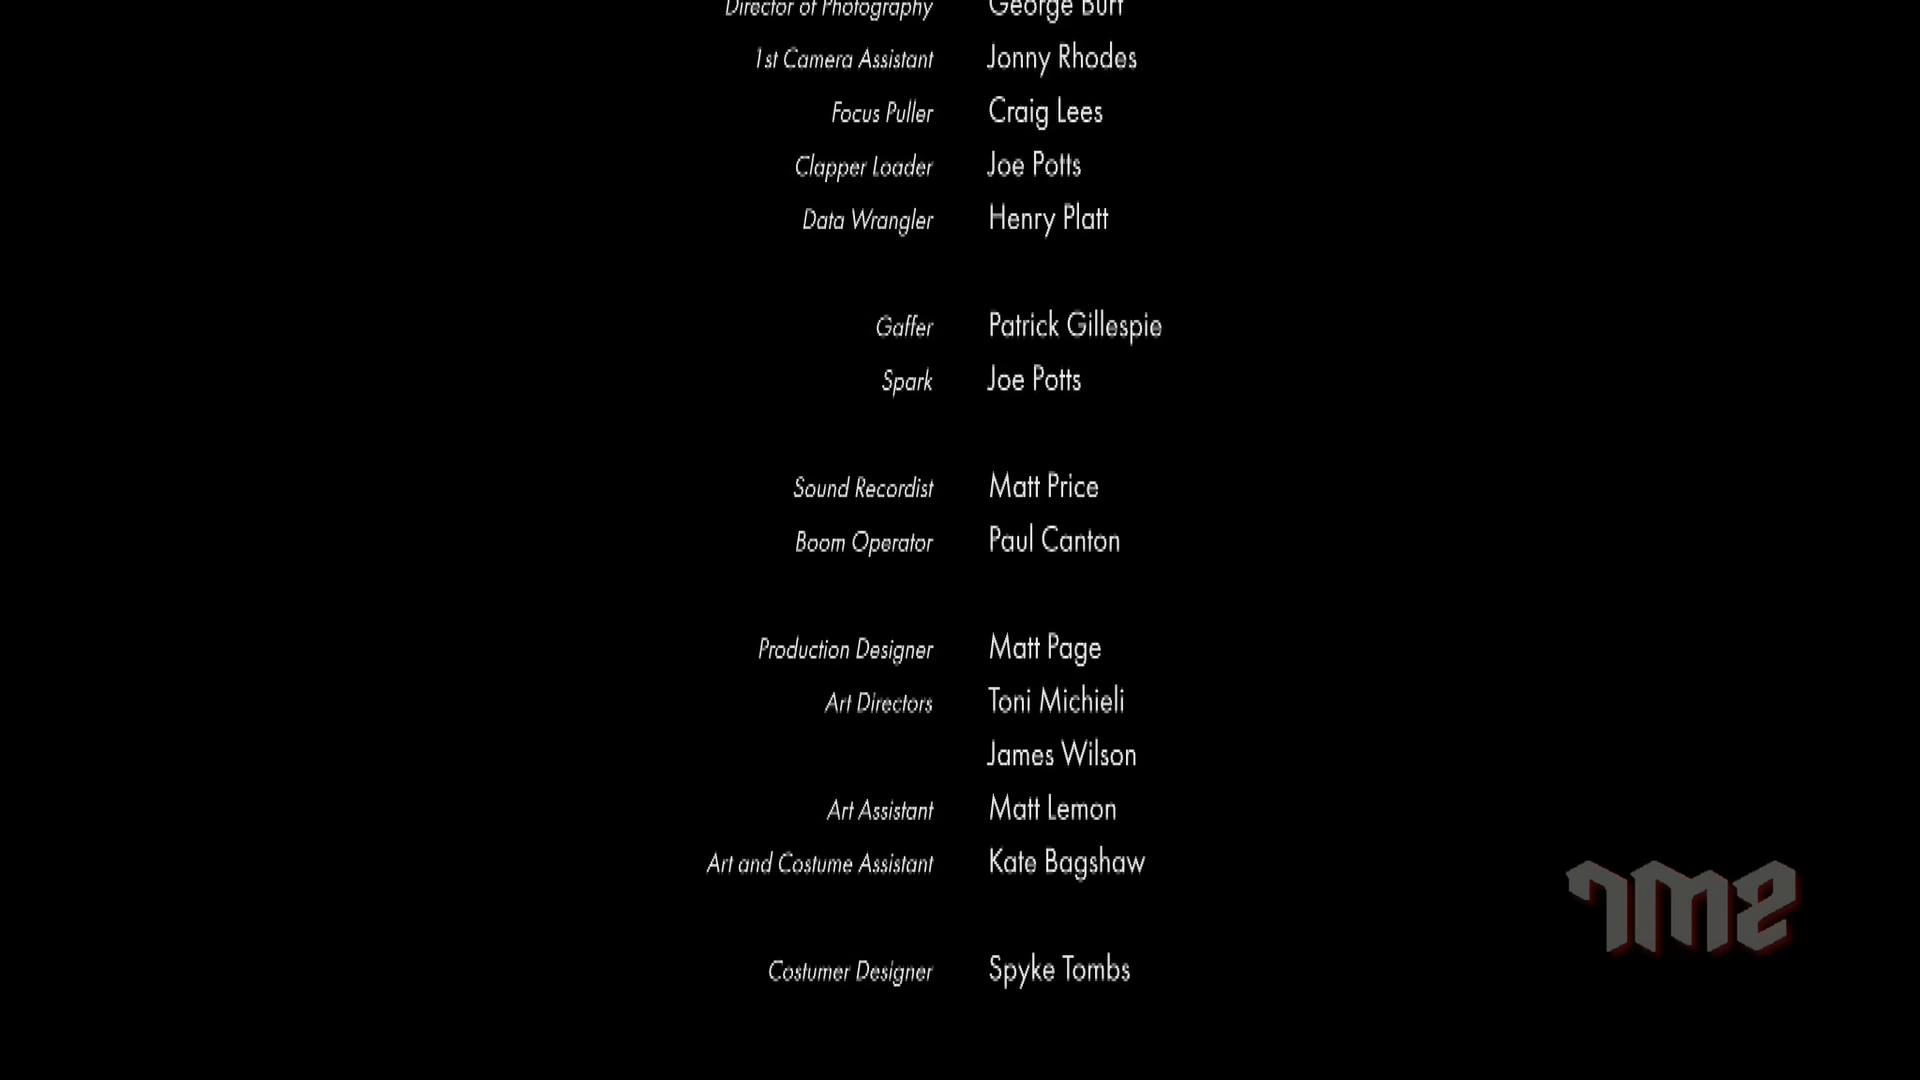 Director of Photography George Burt
1st Camera Assistant Jonny Rhodes
Focus Puller Craig Lees
Clapper Loader Joe Potts
Data Wrangler Henry Platt
Gaffer Patrick Gillespie
Spark Joe Potts
Sound Recordist Matt Price
Boom Operator Paul Canton
Production Designer Matt Page
Art Directors Toni Michieli
James Wilson
Art Assistant Matt Lemon
Art and Costume Assistant Kate Bagshaw
Costumer Designer Spyke Tombs